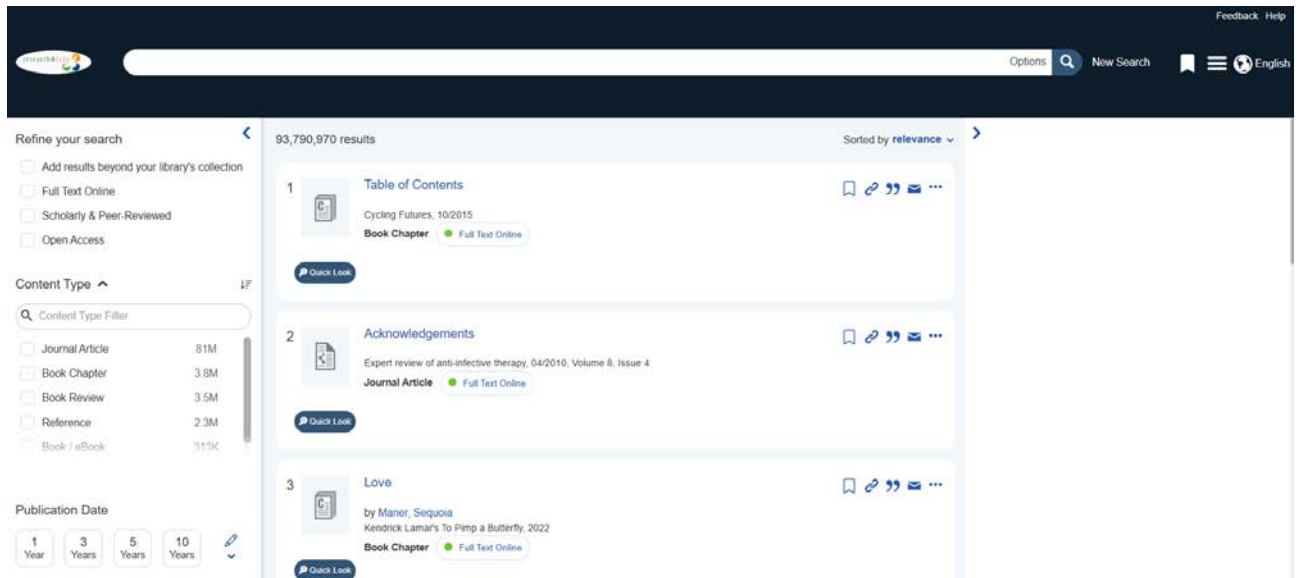 Feedback Help
Options New Search English
Refine your search
Add results beyond your library's collection
Full Text Online
Scholarly & Peer-Reviewed
Open Access
Content Type
Content Type Filter
Journal Article 81M
Book Chapter 3.8M
Book Review 3.5M
Reference 2.3M
Book / eBook 313K
Publication Date
1 Year
3 Years
5 Years
10 Years
93,790,970 results
Sorted by relevance
1
Table of Contents
Cycling Futures, 10/2015
Book Chapter Full Text Online
Quick Look
2
Acknowledgements
Expert review of anti-infective therapy, 04/2010, Volume 8, Issue 4
Journal Article Full Text Online
Quick Look
3
Love
by Maner, Sequoia
Kendrick Lamar's To Pimp a Butterfly, 2022
Book Chapter Full Text Online
Quick Look